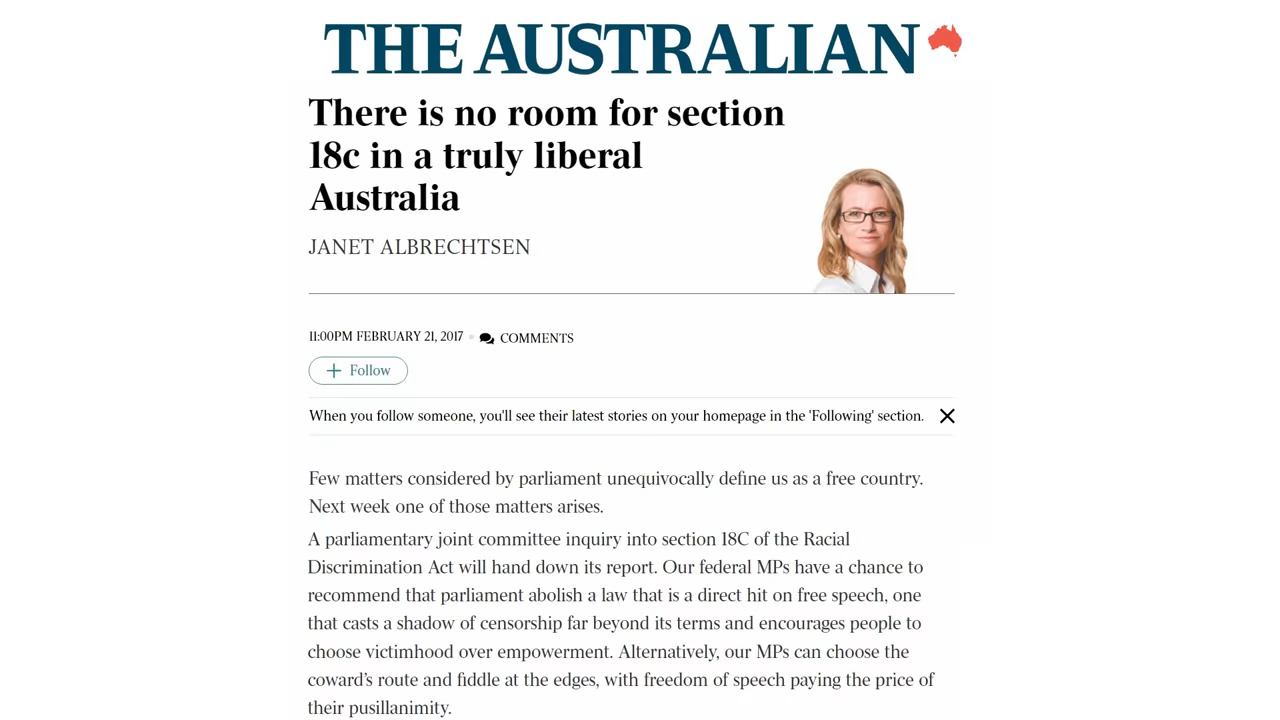 THE AUSTRALIAN
There is no room for section
18c in a truly liberal
Australia
JANET ALBRECHTSEN
11:00PM FEBRUARY 21, 2017 • COMMENTS
+ Follow
When you follow someone, you'll see their latest stories on your homepage in the 'Following' section.
Few matters considered by parliament unequivocally define us as a free country.
Next week one of those matters arises.
A parliamentary joint committee inquiry into section 18C of the Racial
Discrimination Act will hand down its report. Our federal MPs have a chance to
recommend that parliament abolish a law that is a direct hit on free speech, one
that casts a shadow of censorship far beyond its terms and encourages people to
choose victimhood over empowerment. Alternatively, our MPs can choose the
coward's route and fiddle at the edges, with freedom of speech paying the price of
their pusillanimity.